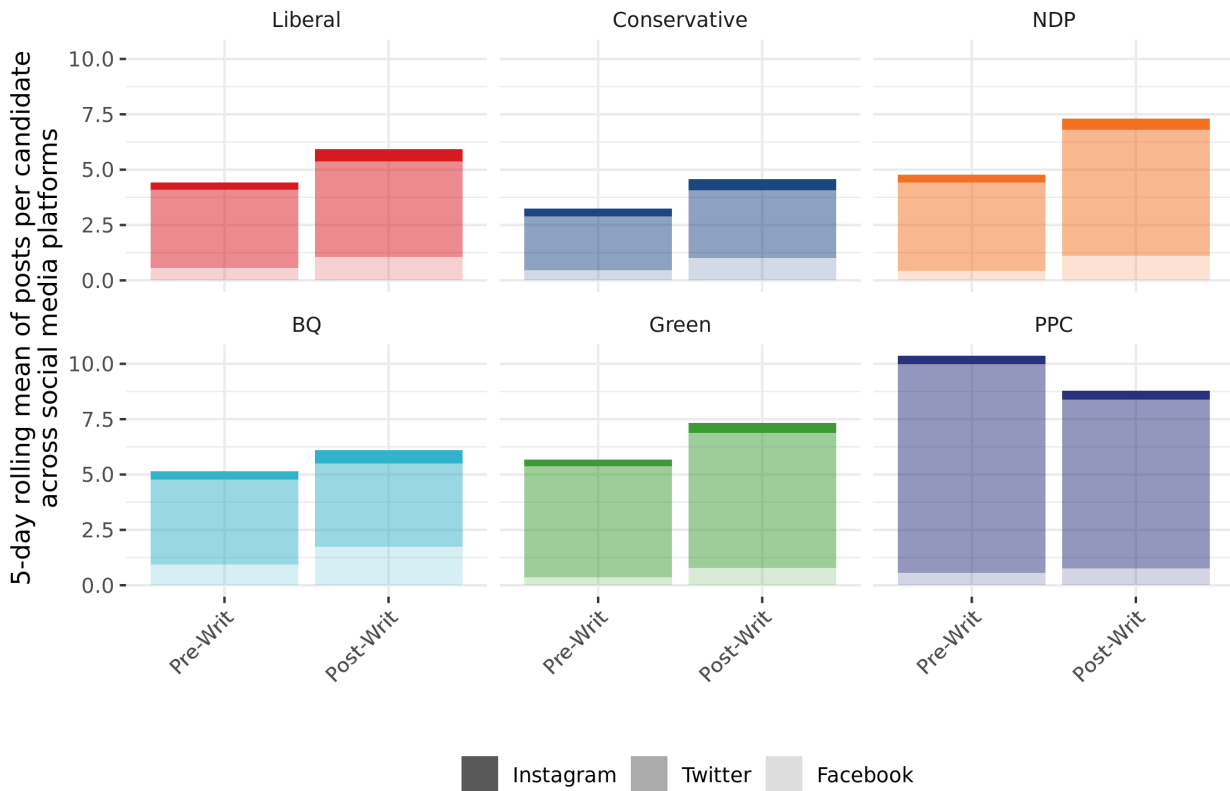 5-day rolling mean of posts per candidate
across social media platforms
Liberal Conservative NDP
10.0
7.5
5.0
2.5
0.0
BQ Green PPC
10.0
7.5
5.0
2.5
0.0
Pre-Writ Post-Writ Pre-Writ Post-Writ Pre-Writ Post-Writ
Instagram Twitter Facebook